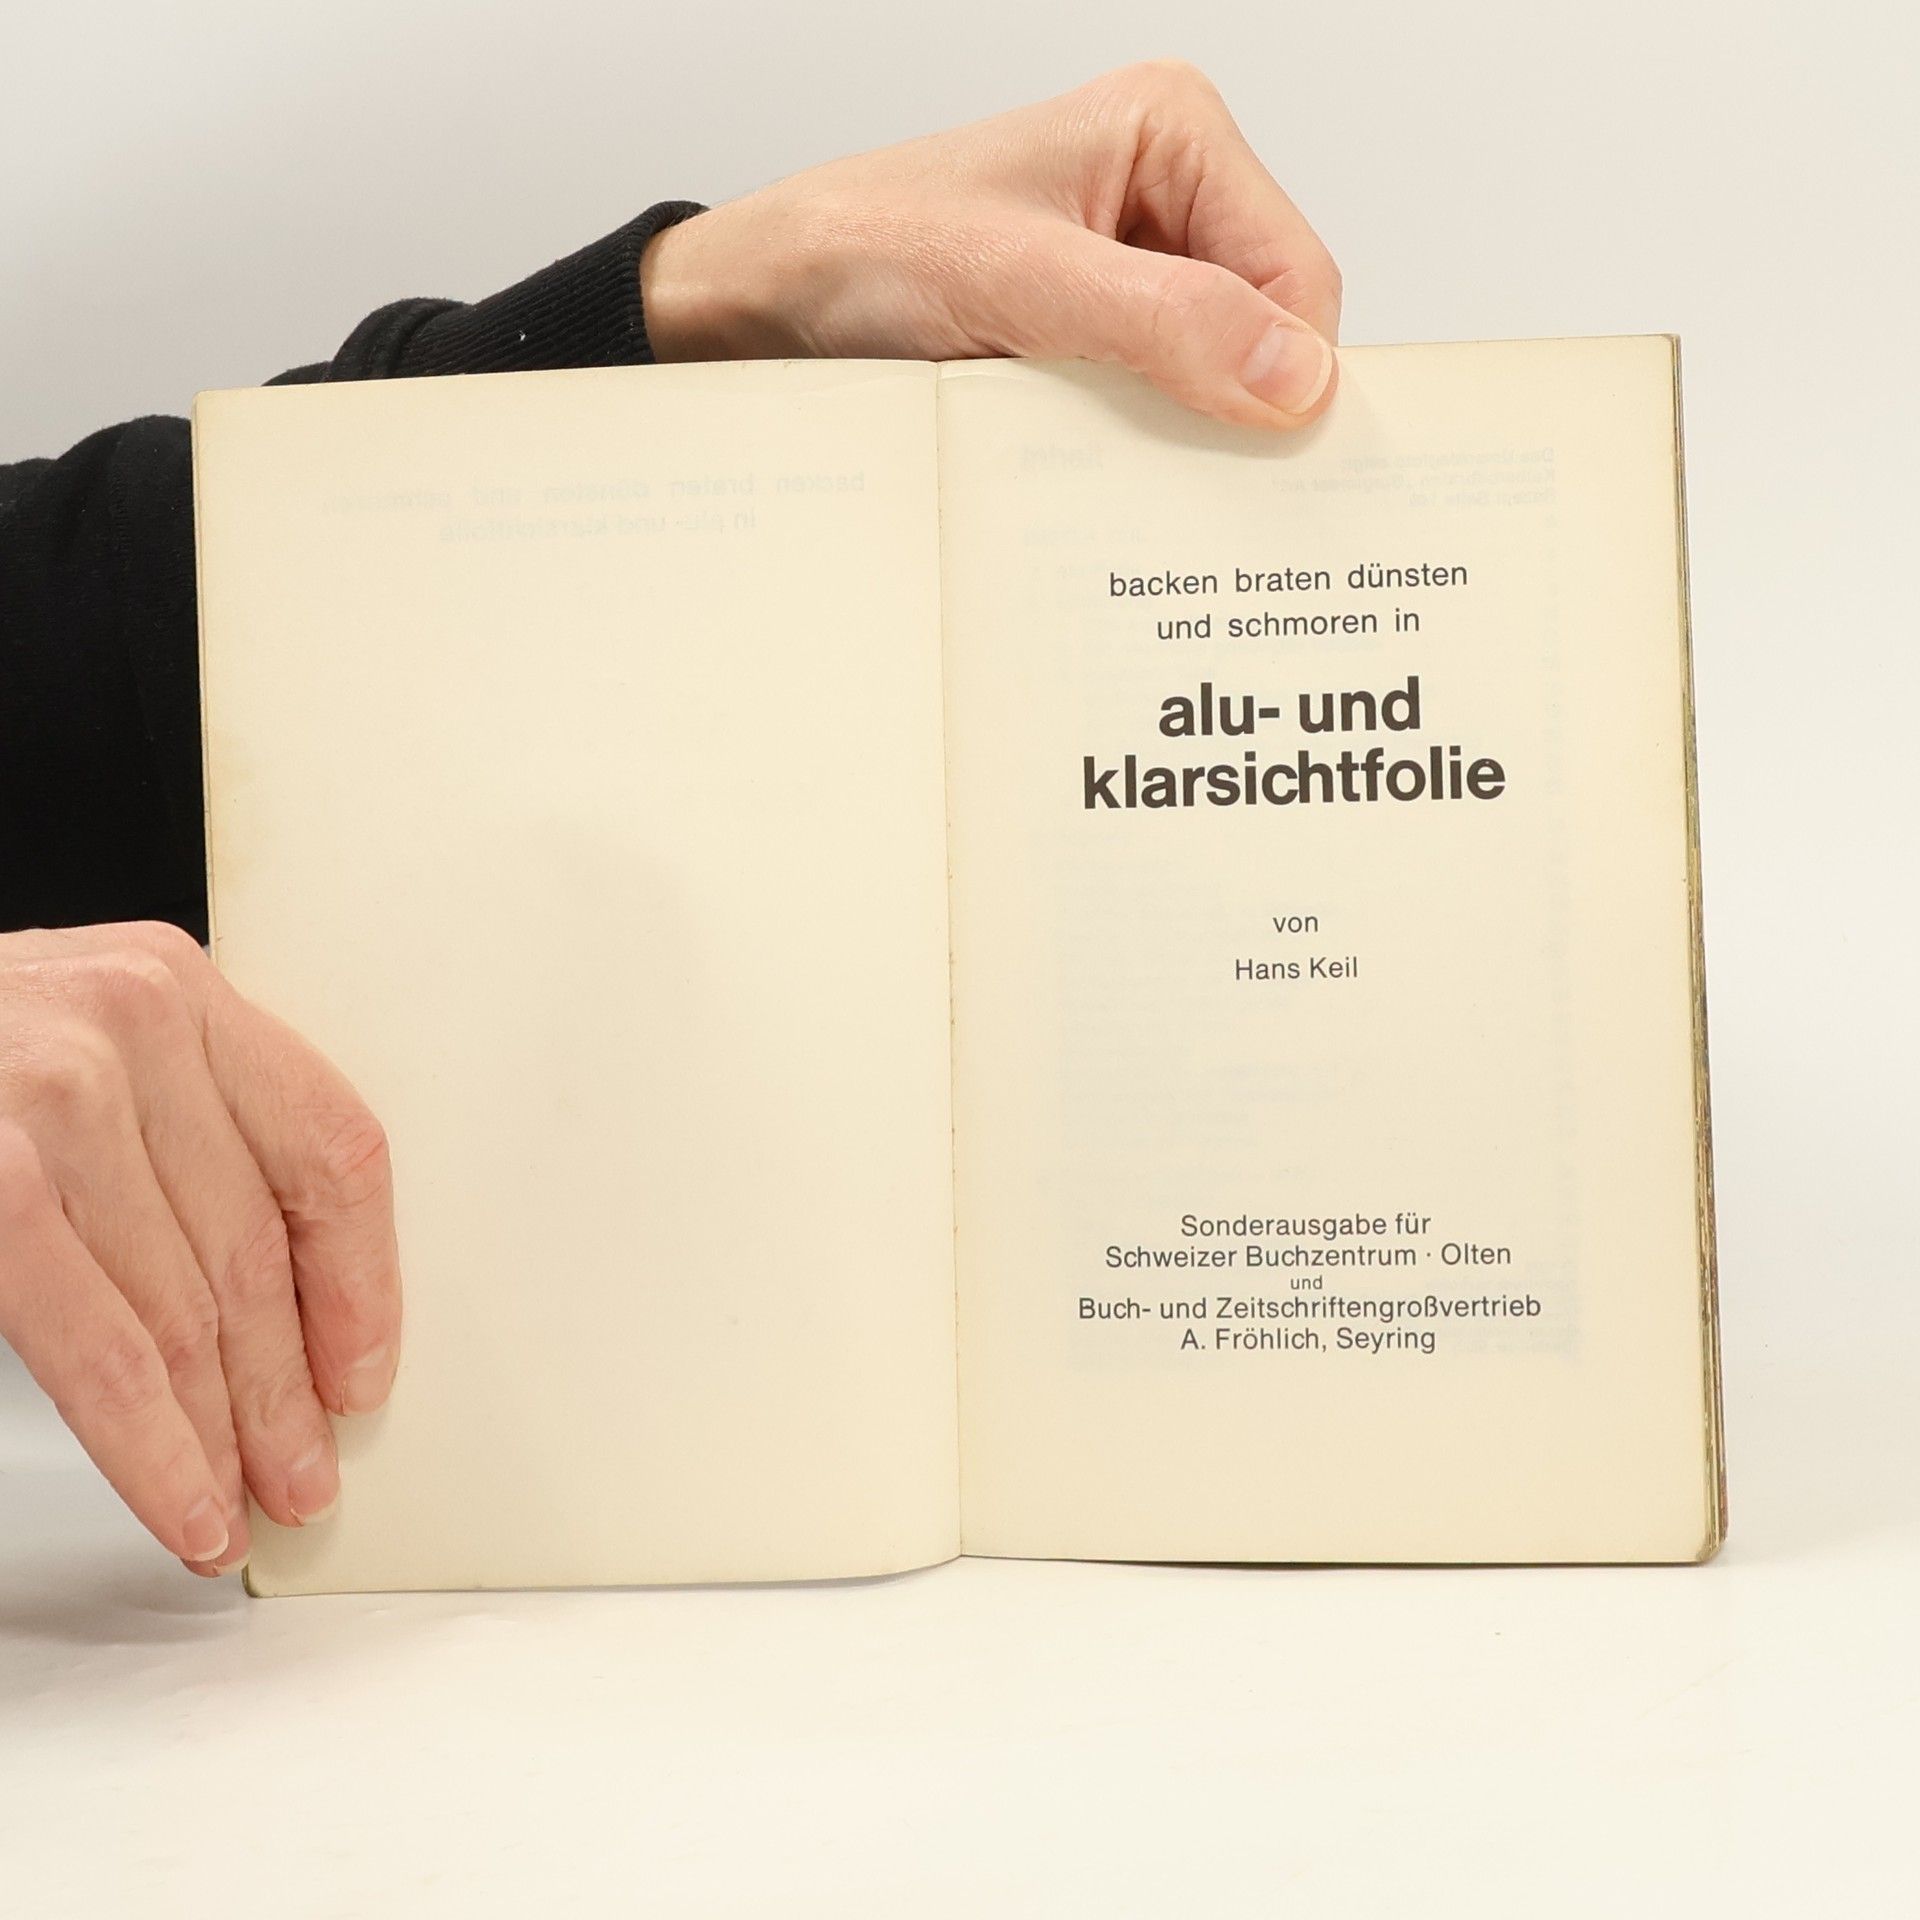 backen braten dünsten
und schmoren in
alu- und
klarsichtfolie
von
Hans Keil
Sonderausgabe für
Schweizer Buchzentrum · Olten
und
Buch- und Zeitschriftengroßvertrieb
A. Fröhlich, Seyring